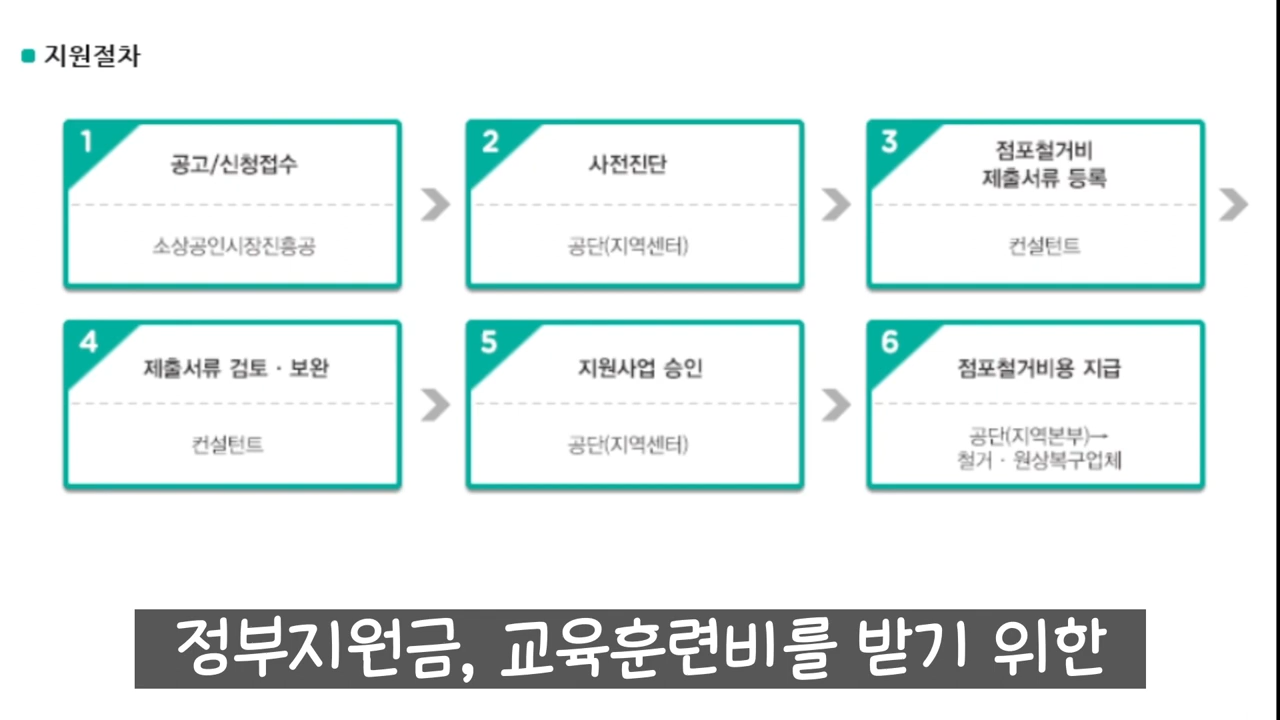 지원절차
1
공고/신청접수
소상공인시장진흥공
2
사전진단
공단(지역센터)
3
점포철거비
제출서류 등록
컨설턴트
4
제출서류 검토 · 보완
컨설턴트
5
지원사업 승인
공단(지역센터)
6
점포철거비용 지급
공단(지역본부)→
철거 · 원상복구업체
정부지원금, 교육훈련비를 받기 위한